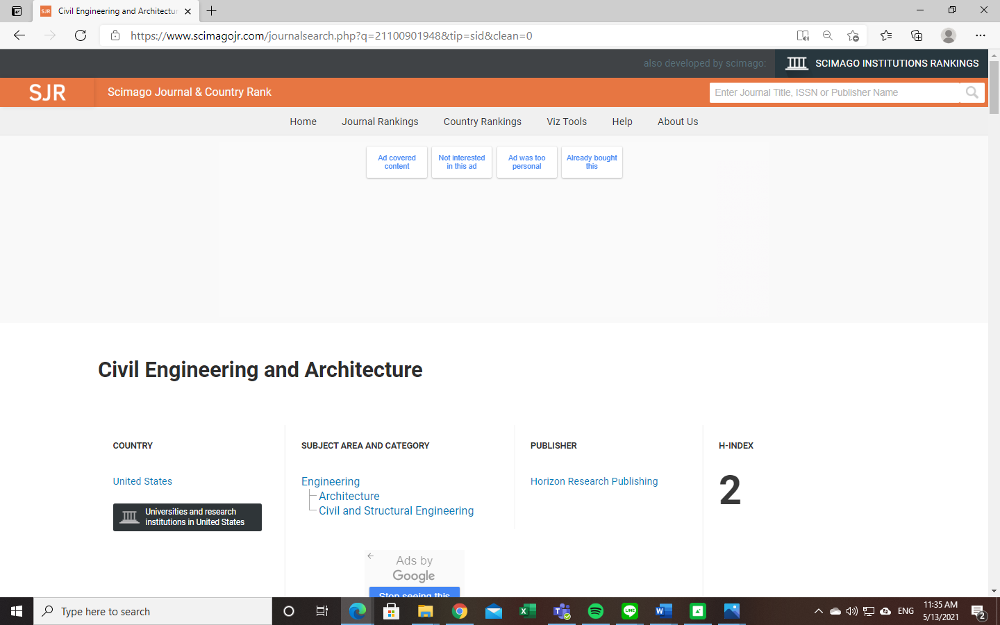 SJR Civil Engineering and Architectur
https://www.scimagojr.com/journalsearch.php?q=21100901948&tip=sid&clean=0
also developed by scimago: SCIMAGO INSTITUTIONS RANKINGS
SJR Scimago Journal & Country Rank Enter Journal Title, ISSN or Publisher Name
Home Journal Rankings Country Rankings Viz Tools Help About Us
Ad covered content
Not interested in this ad
Ad was too personal
Already bought this
Civil Engineering and Architecture
COUNTRY
United States
Universities and research
institutions in United States
SUBJECT AREA AND CATEGORY
Engineering
Architecture
Civil and Structural Engineering
PUBLISHER
Horizon Research Publishing
H-INDEX
2
Ads by
Google
Stop seeing this
Type here to search
ENG
11:35 AM
5/13/2021
2